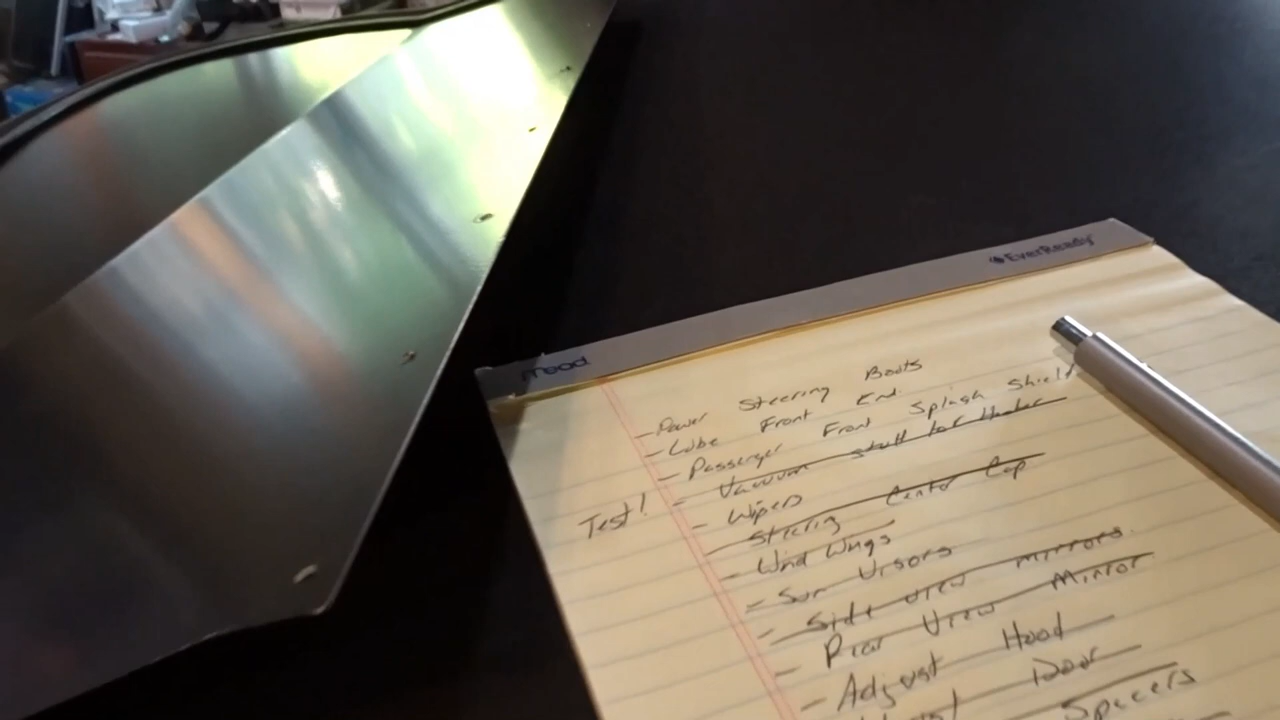 EverReady
mead
- Power Steering Boots
- Lube Front End.
- Passenger Front Splash Shield
- Vacuum stuff for Heater
Test! - Wipers
- Steering Center Cap
- Wind Wings
- Sun Visors
- Side View Mirrors.
- Rear View Mirror
- Adjust Hood
Door
Spacers